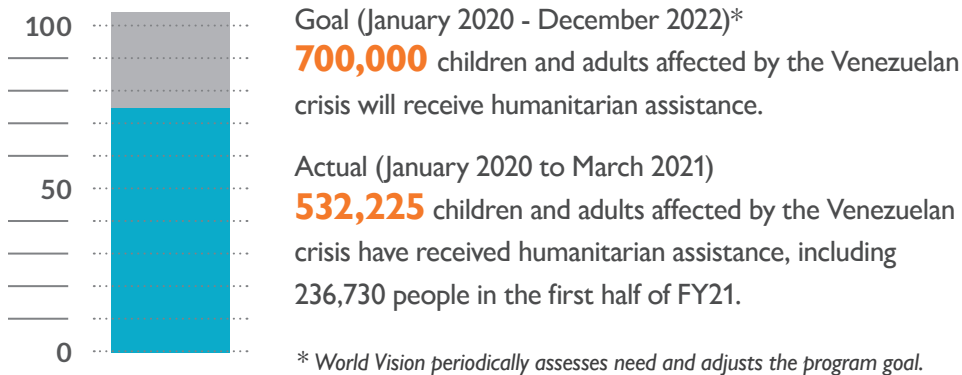 100
50
0
Goal (January 2020 - December 2022)*
700,000 children and adults affected by the Venezuelan
crisis will receive humanitarian assistance.
Actual (January 2020 to March 2021)
532,225 children and adults affected by the Venezuelan
crisis have received humanitarian assistance, including
236,730 people in the first half of FY21.
* World Vision periodically assesses need and adjusts the program goal.